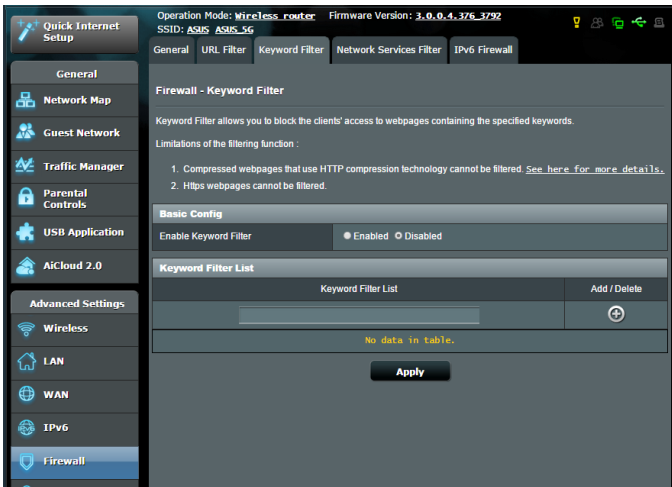 Quick Internet
Setup
Operation Mode: Wireless router Firmware Version: 3.0.0.4.376_3792
SSID: ASUS ASUS_5G
General URL Filter Keyword Filter Network Services Filter IPv6 Firewall
General
Network Map
Guest Network
Traffic Manager
Parental
Controls
USB Application
AiCloud 2.0
Advanced Settings
Wireless
LAN
WAN
IPv6
Firewall
Firewall - Keyword Filter
Keyword Filter allows you to block the clients' access to webpages containing the specified keywords.
Limitations of the filtering function :
1. Compressed webpages that use HTTP compression technology cannot be filtered. See here for more details.
2. Https webpages cannot be filtered.
Basic Config
Enable Keyword Filter Enabled Disabled
Keyword Filter List
Keyword Filter List Add / Delete
No data in table.
Apply